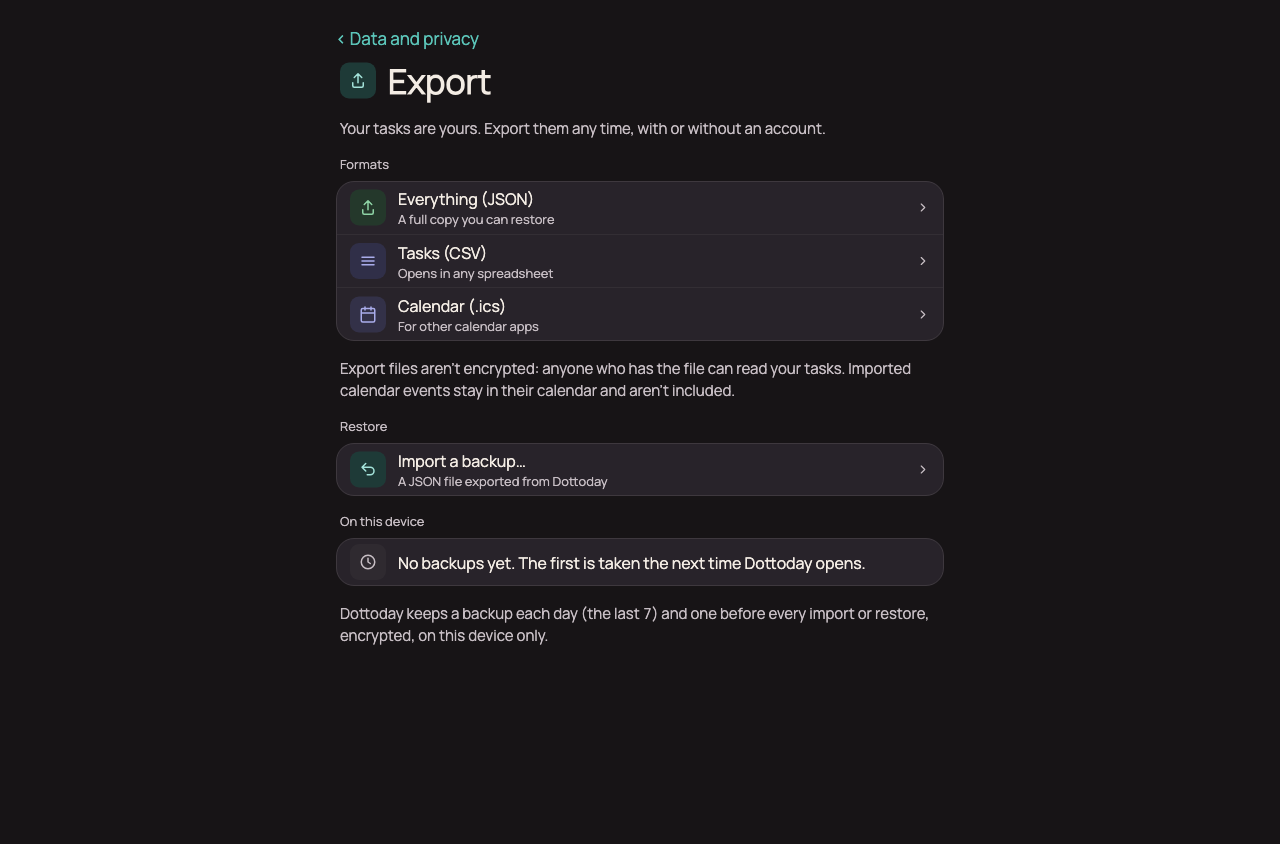 Data and privacy
Export
Your tasks are yours. Export them any time, with or without an account.
Formats
Everything (JSON)
A full copy you can restore
Tasks (CSV)
Opens in any spreadsheet
Calendar (.ics)
For other calendar apps
Export files aren't encrypted: anyone who has the file can read your tasks. Imported
calendar events stay in their calendar and aren't included.
Restore
Import a backup…
A JSON file exported from Dottoday
On this device
No backups yet. The first is taken the next time Dottoday opens.
Dottoday keeps a backup each day (the last 7) and one before every import or restore,
encrypted, on this device only.